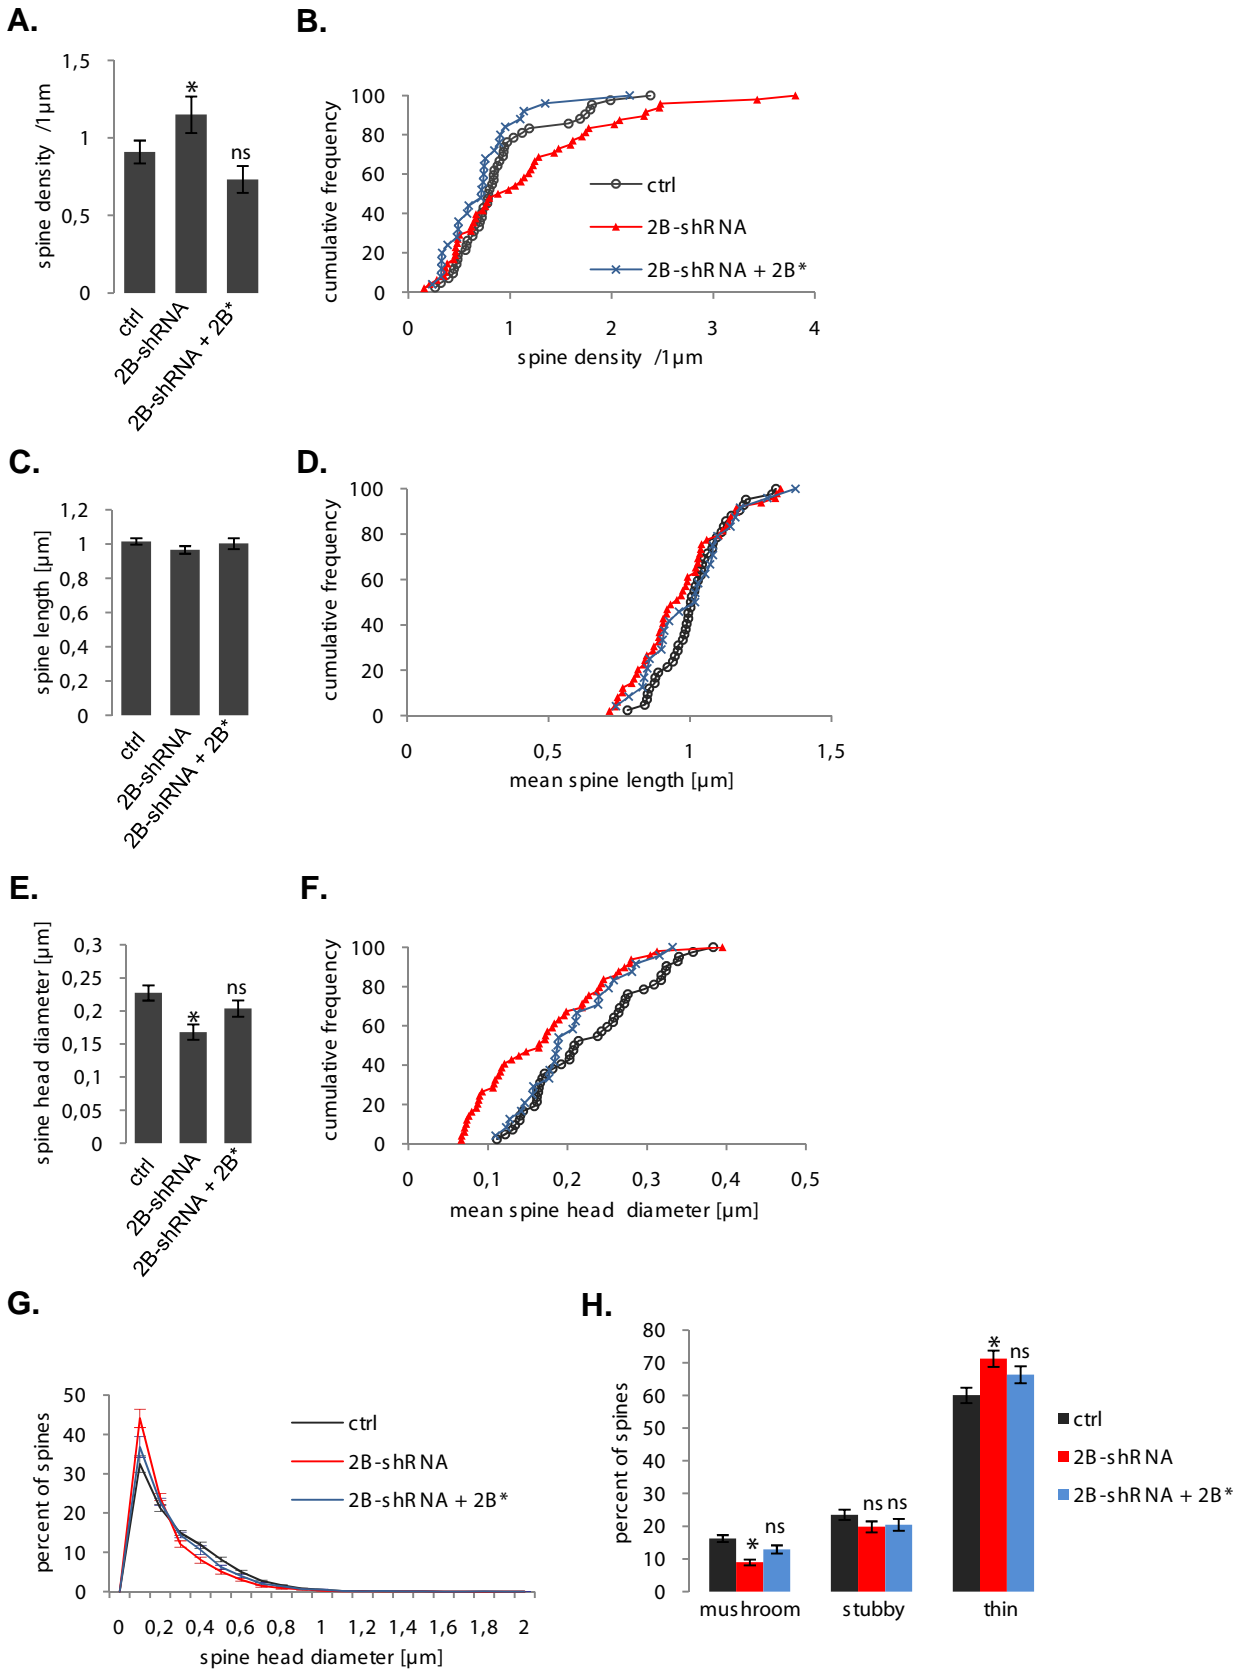 A.
spine density /1µm
1,5
1
0,5
0
*
ns
ctrl
2B-shRNA
2B-shRNA + 2B*
B.
cumulative frequency
100
80
60
40
20
0
0 1 2 3 4
spine density /1µm
ctrl
2B-shRNA
2B-shRNA + 2B*
C.
spine length [µm]
1,2
1
0,8
0,6
0,4
0,2
0
ctrl
2B-shRNA
2B-shRNA + 2B*
D.
cumulative frequency
100
80
60
40
20
0
0 0,5 1 1,5
mean spine length [µm]
E.
spine head diameter [µm]
0,3
0,25
0,2
0,15
0,1
0,05
0
*
ns
ctrl
2B-shRNA
2B-shRNA + 2B*
F.
cumulative frequency
100
80
60
40
20
0
0 0,1 0,2 0,3 0,4 0,5
mean spine head diameter [µm]
G.
percent of spines
50
40
30
20
10
0
0 0,2 0,4 0,6 0,8 1 1,2 1,4 1,6 1,8 2
spine head diameter [µm]
ctrl
2B-shRNA
2B-shRNA + 2B*
H.
percent of spines
80
70
60
50
40
30
20
10
0
* ns
ns ns
* ns
mushroom stubby thin
ctrl
2B-shRNA
2B-shRNA + 2B*